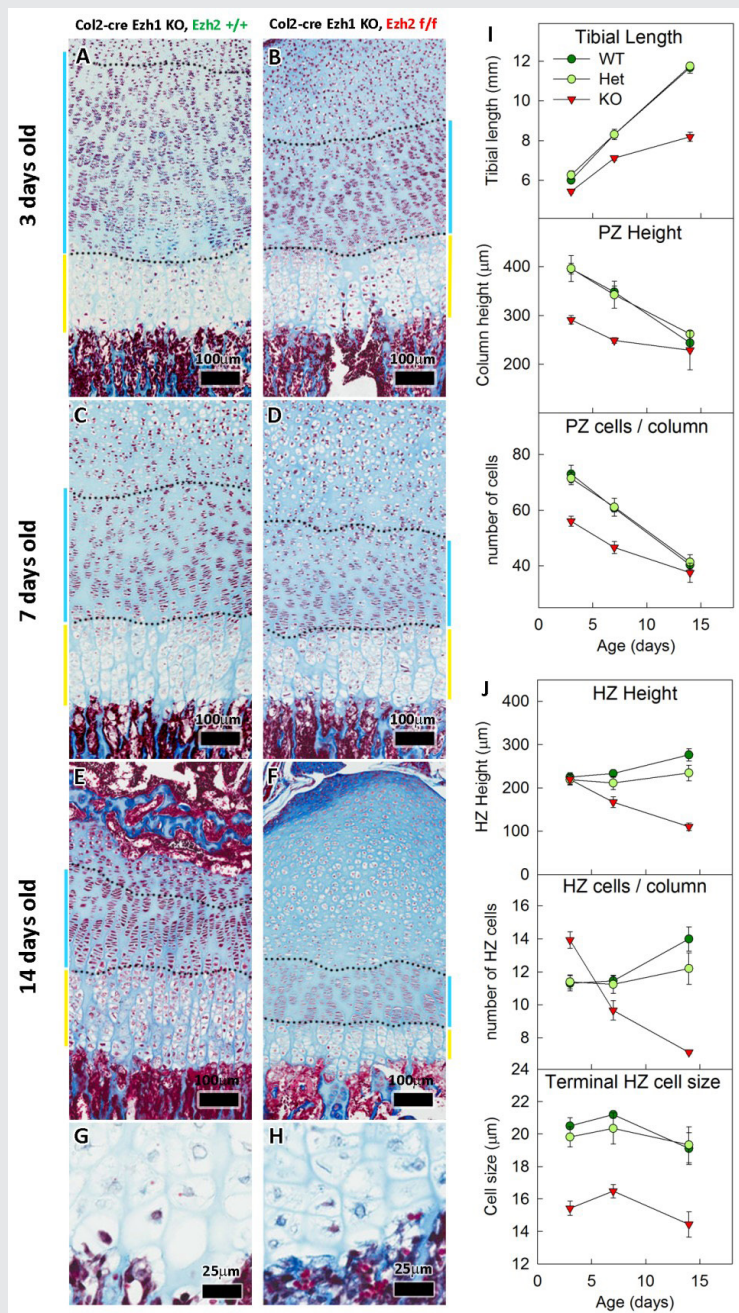 Col2-cre Ezh1 KO, Ezh2 +/+
Col2-cre Ezh1 KO, Ezh2 f/f
3 days old
A
100μm
B
100μm
7 days old
C
100μm
D
100μm
14 days old
E
100μm
F
100μm
G
25μm
H
25μm
I
Tibial Length
WT
Het
KO
Tibial length (mm)
12
10
8
6
PZ Height
Column height (μm)
400
300
200
PZ cells / column
number of cells
80
60
40
0 5 10 15
Age (days)
J
HZ Height
HZ Height (μm)
400
300
200
100
0
HZ cells / column
number of HZ cells
16
14
12
10
8
24
Terminal HZ cell size
Cell size (μm)
22
20
18
16
14
12
0 5 10 15
Age (days)